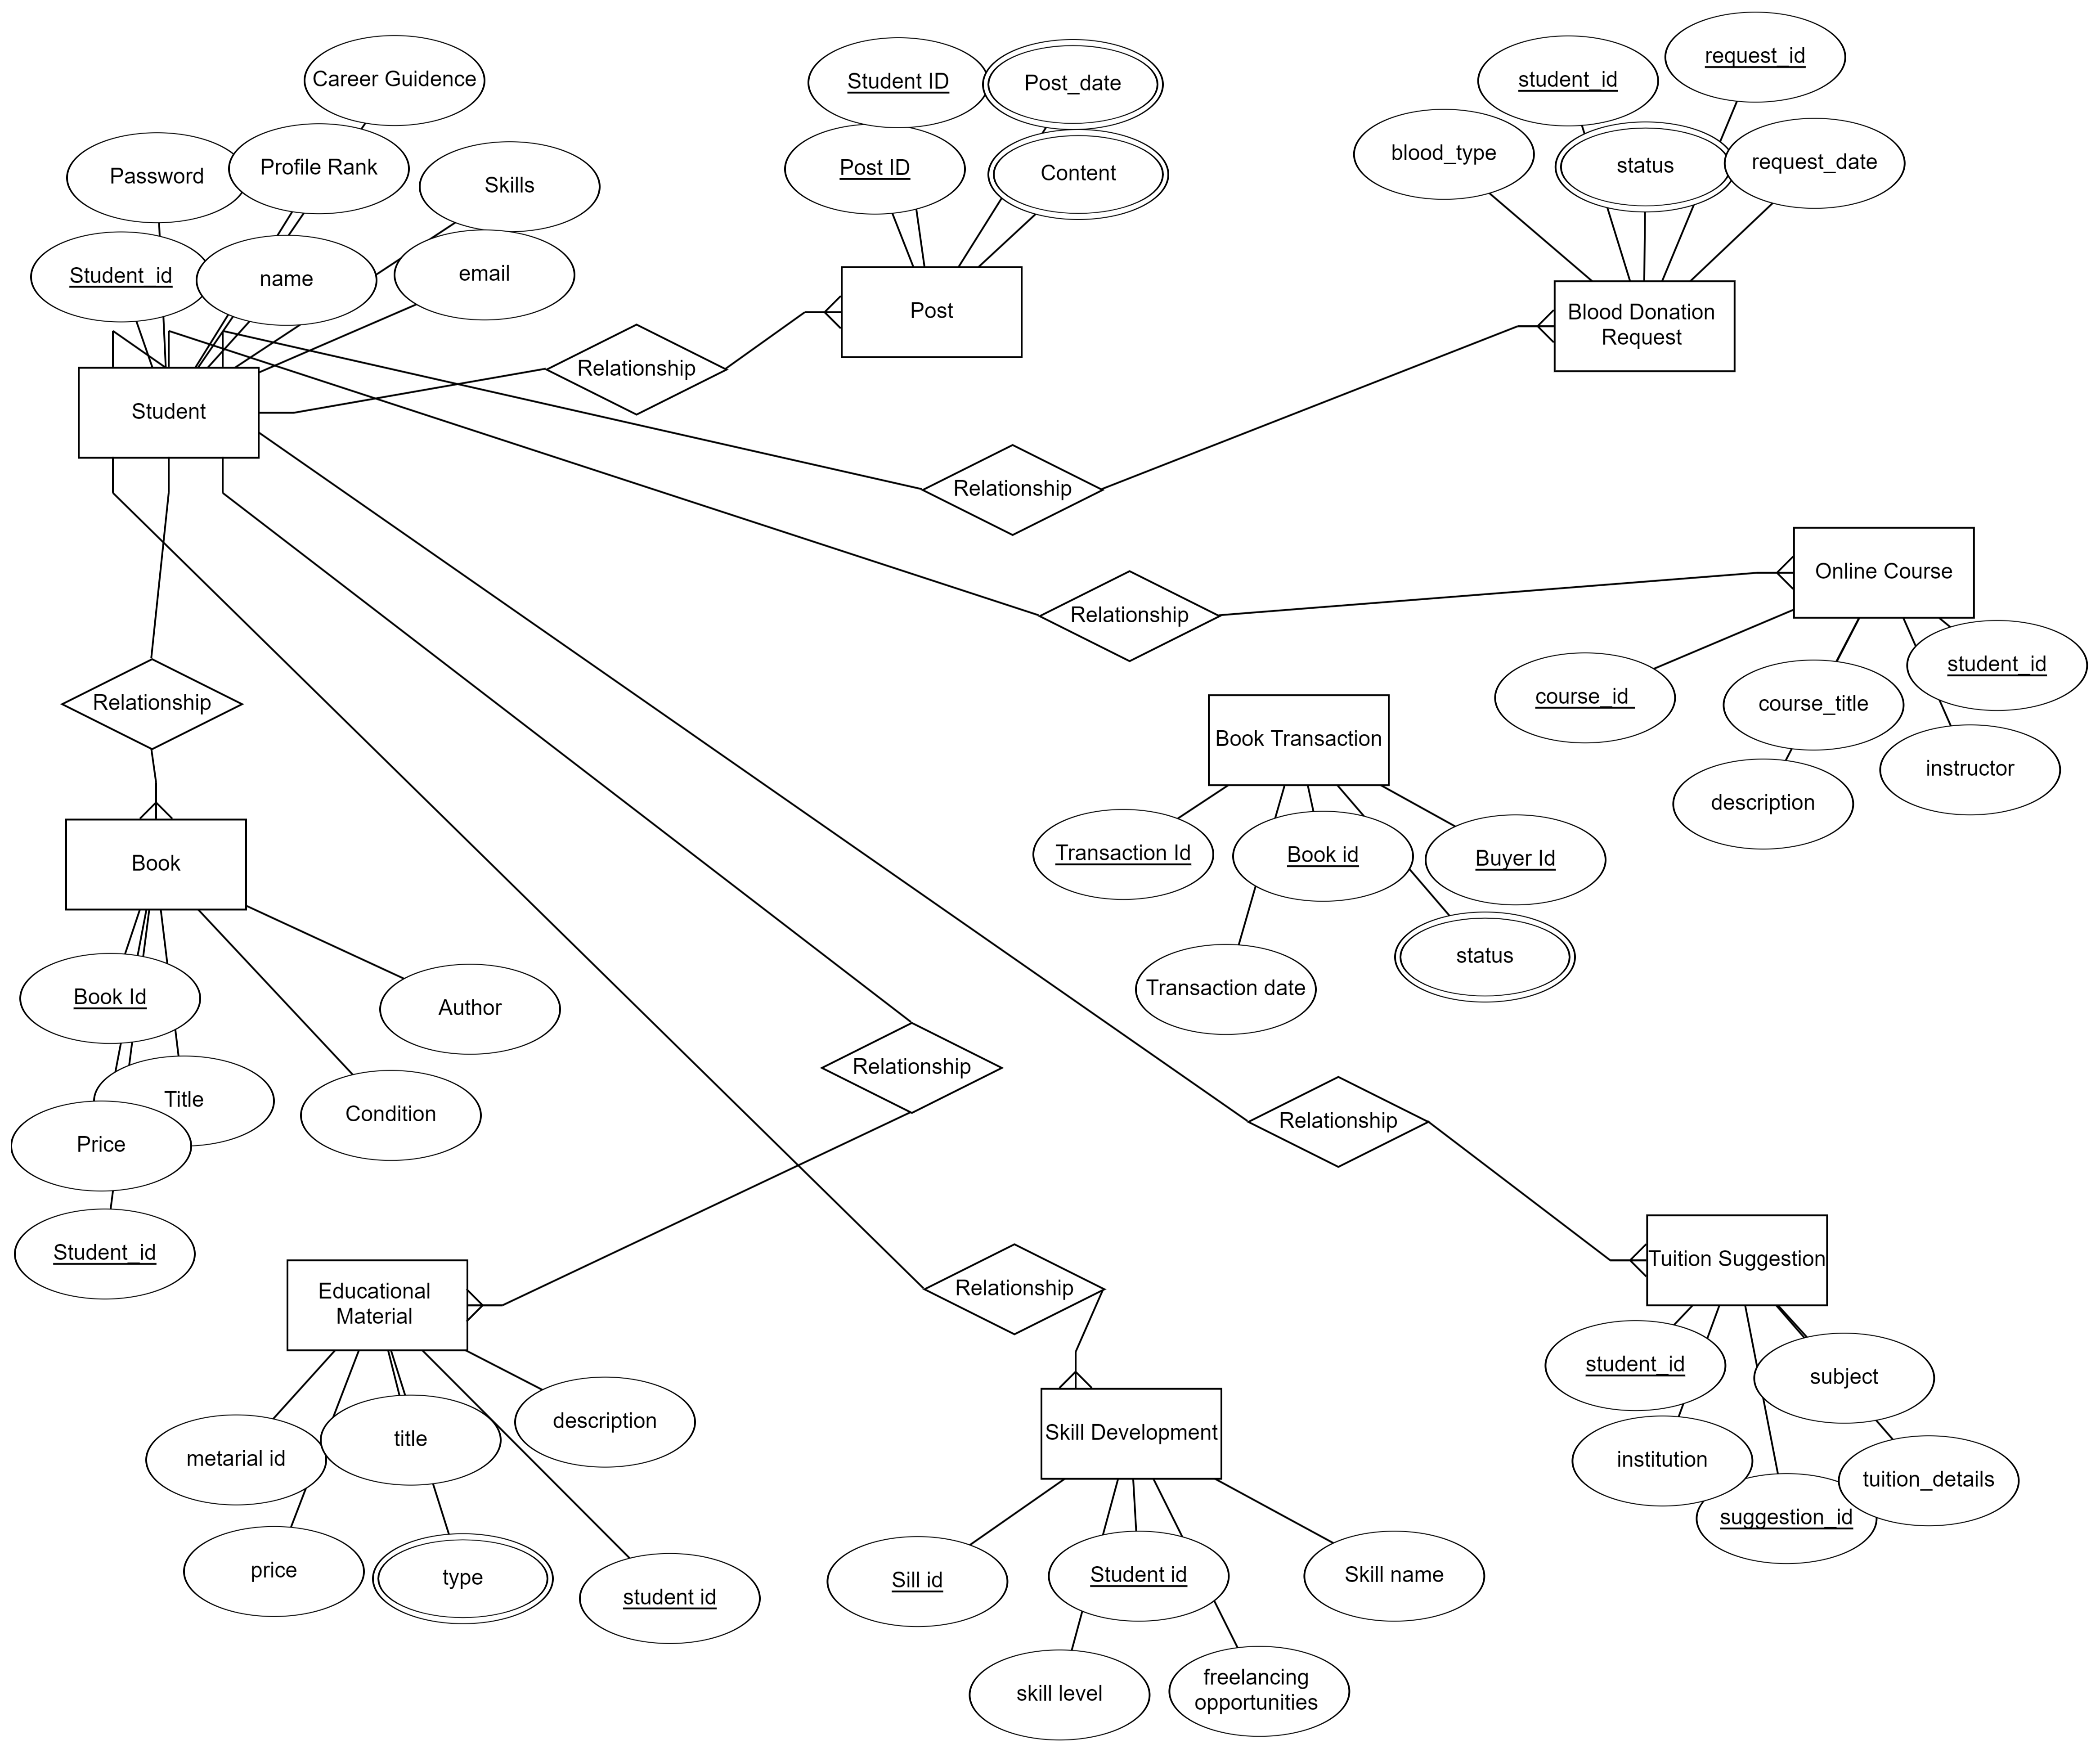 Career Guidence
Password
Profile Rank
Skills
Student_id
name
email
Student
Relationship
Student ID
Post_date
Post ID
Content
Post
request_id
student_id
blood_type
status
request_date
Blood Donation
Request
Relationship
Relationship
Online Course
course_id
course_title
student_id
description
instructor
Relationship
Book
Book Id
Author
Title
Condition
Price
Student_id
Book Transaction
Transaction Id
Book id
Buyer Id
Transaction date
status
Relationship
Relationship
Educational
Material
metarial id
title
description
price
type
student id
Relationship
Skill Development
Sill id
Student id
Skill name
skill level
freelancing
opportunities
Tuition Suggestion
student_id
subject
institution
tuition_details
suggestion_id